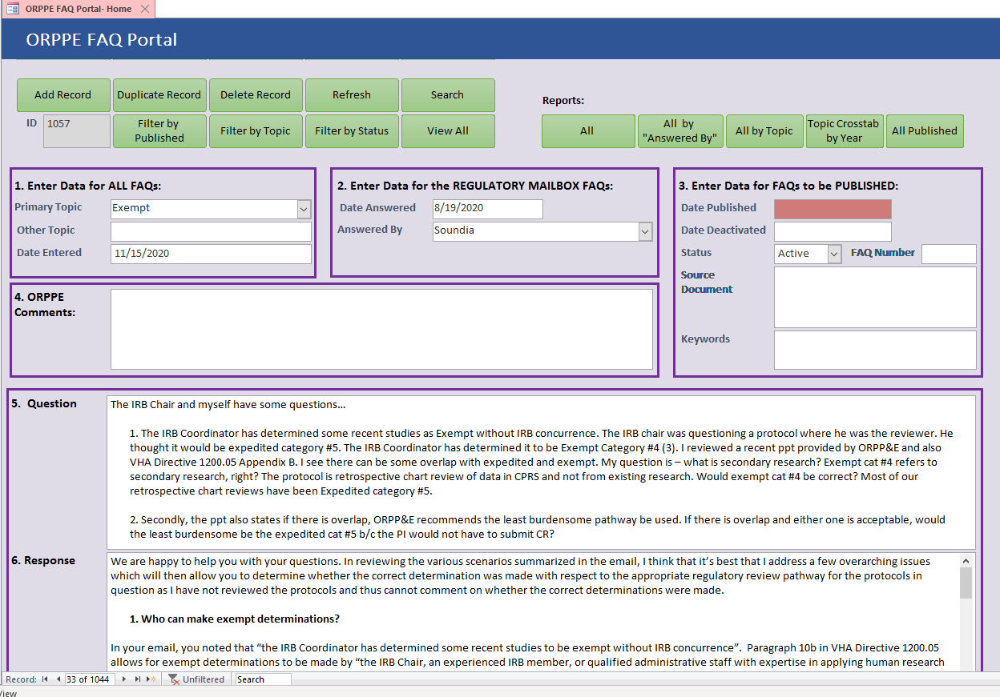 ORPPE FAQ Portal- Home
ORPPE FAQ Portal
Add Record
Duplicate Record
Delete Record
Refresh
Search
Reports:
ID
1057
Filter by
Published
Filter by Topic
Filter by Status
View All
All
All by
"Answered By"
All by Topic
Topic Crosstab
by Year
All Published
1. Enter Data for ALL FAQs:
Primary Topic
Exempt
Other Topic
Date Entered
11/15/2020
2. Enter Data for the REGULATORY MAILBOX FAQs:
Date Answered
8/19/2020
Answered By
Soundia
3. Enter Data for FAQs to be PUBLISHED:
Date Published
Date Deactivated
Status
Active
FAQ Number
Source
Document
Keywords
4. ORPPE
Comments:
5. Question
The IRB Chair and myself have some questions...
1. The IRB Coordinator has determined some recent studies as Exempt without IRB concurrence. The IRB chair was questioning a protocol where he was the reviewer. He
thought it would be expedited category #5. The IRB Coordinator has determined it to be Exempt Category #4 (3). I reviewed a recent ppt provided by ORPP&E and also
VHA Directive 1200.05 Appendix B. I see there can be some overlap with expedited and exempt. My question is – what is secondary research? Exempt cat #4 refers to
secondary research, right? The protocol is retrospective chart review of data in CPRS and not from existing research. Would exempt cat #4 be correct? Most of our
retrospective chart reviews have been Expedited category #5.
2. Secondly, the ppt also states if there is overlap, ORPP&E recommends the least burdensome pathway be used. If there is overlap and either one is acceptable, would
the least burdensome be the expedited cat #5 b/c the PI would not have to submit CR?
6. Response
We are happy to help you with your questions. In reviewing the various scenarios summarized in the email, I think that it's best that I address a few overarching issues
which will then allow you to determine whether the correct determination was made with respect to the appropriate regulatory review pathway for the protocols in
question as I have not reviewed the protocols and thus cannot comment on whether the correct determinations were made.
1. Who can make exempt determinations?
In your email, you noted that “the IRB Coordinator has determined some recent studies to be exempt without IRB concurrence”. Paragraph 10b in VHA Directive 1200.05
allows for exempt determinations to be made by “the IRB Chair, an experienced IRB member, or qualified administrative staff with expertise in applying human research
Record:
33 of 1044
Unfiltered
Search
View